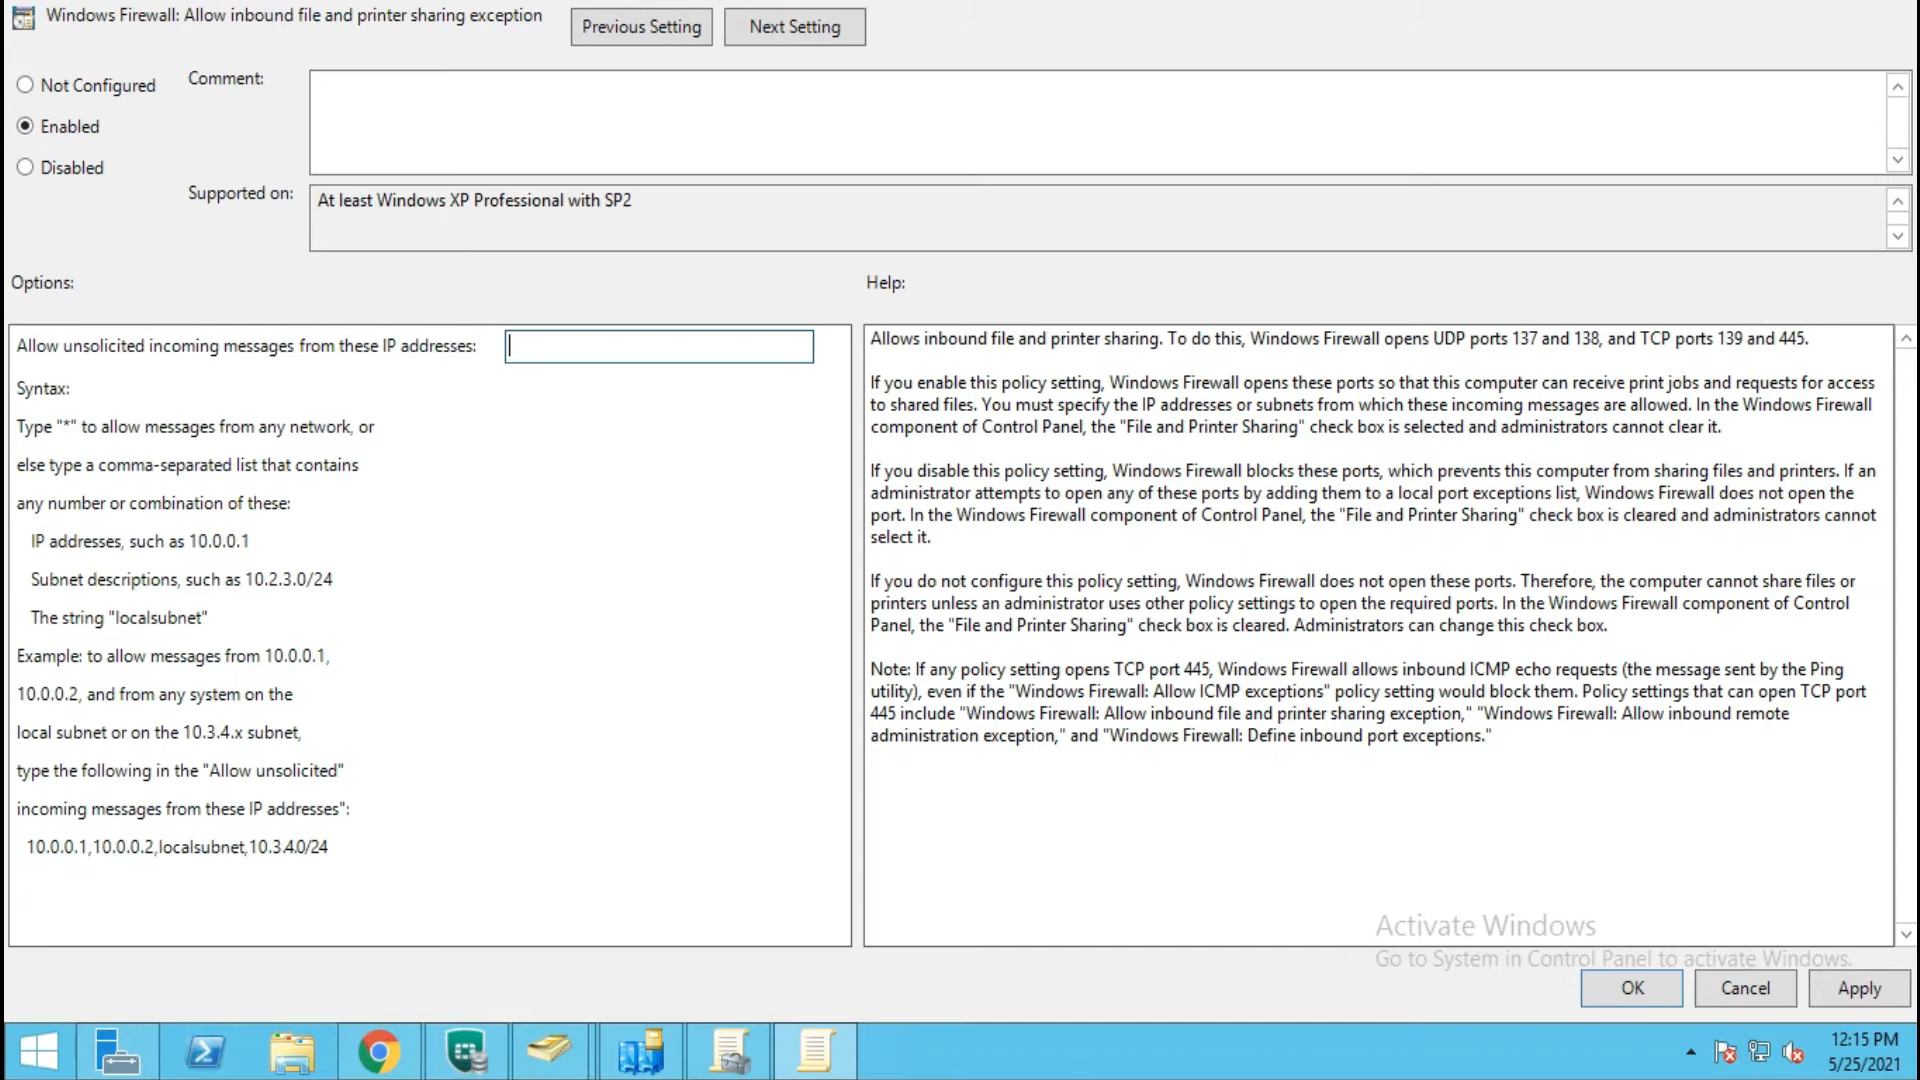 Windows Firewall: Allow inbound file and printer sharing exception
Previous Setting
Next Setting
Not Configured
Comment:
Enabled
Disabled
Supported on:
At least Windows XP Professional with SP2
Options:
Help:
Allow unsolicited incoming messages from these IP addresses:
Syntax:
Type "*" to allow messages from any network, or
else type a comma-separated list that contains
any number or combination of these:
IP addresses, such as 10.0.0.1
Subnet descriptions, such as 10.2.3.0/24
The string "localsubnet"
Example: to allow messages from 10.0.0.1,
10.0.0.2, and from any system on the
local subnet or on the 10.3.4.x subnet,
type the following in the "Allow unsolicited"
incoming messages from these IP addresses":
10.0.0.1,10.0.0.2,localsubnet,10.3.4.0/24
Allows inbound file and printer sharing. To do this, Windows Firewall opens UDP ports 137 and 138, and TCP ports 139 and 445.
If you enable this policy setting, Windows Firewall opens these ports so that this computer can receive print jobs and requests for access
to shared files. You must specify the IP addresses or subnets from which these incoming messages are allowed. In the Windows Firewall
component of Control Panel, the "File and Printer Sharing" check box is selected and administrators cannot clear it.
If you disable this policy setting, Windows Firewall blocks these ports, which prevents this computer from sharing files and printers. If an
administrator attempts to open any of these ports by adding them to a local port exceptions list, Windows Firewall does not open the
port. In the Windows Firewall component of Control Panel, the "File and Printer Sharing" check box is cleared and administrators cannot
select it.
If you do not configure this policy setting, Windows Firewall does not open these ports. Therefore, the computer cannot share files or
printers unless an administrator uses other policy settings to open the required ports. In the Windows Firewall component of Control
Panel, the "File and Printer Sharing" check box is cleared. Administrators can change this check box.
Note: If any policy setting opens TCP port 445, Windows Firewall allows inbound ICMP echo requests (the message sent by the Ping
utility), even if the "Windows Firewall: Allow ICMP exceptions" policy setting would block them. Policy settings that can open TCP port
445 include "Windows Firewall: Allow inbound file and printer sharing exception," "Windows Firewall: Allow inbound remote
administration exception," and "Windows Firewall: Define inbound port exceptions."
Activate Windows
Go to System in Control Panel to activate Windows.
OK
Cancel
Apply
12:15 PM
5/25/2021